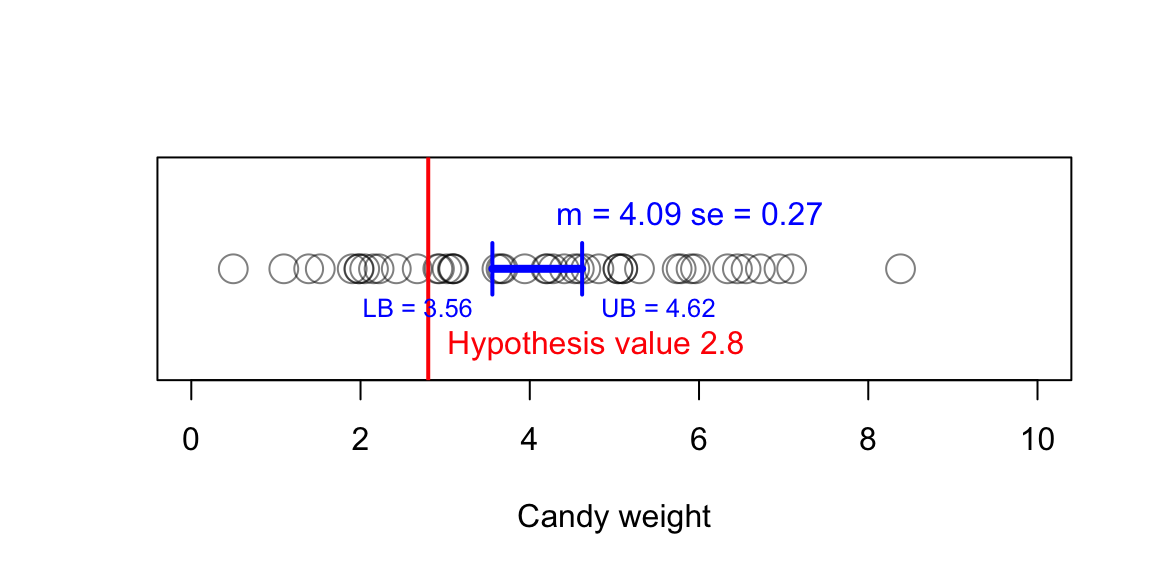 m = 4.09 se = 0.27
LB = 3.56 UB = 4.62
Hypothesis value 2.8
0 2 4 6 8 10
Candy weight